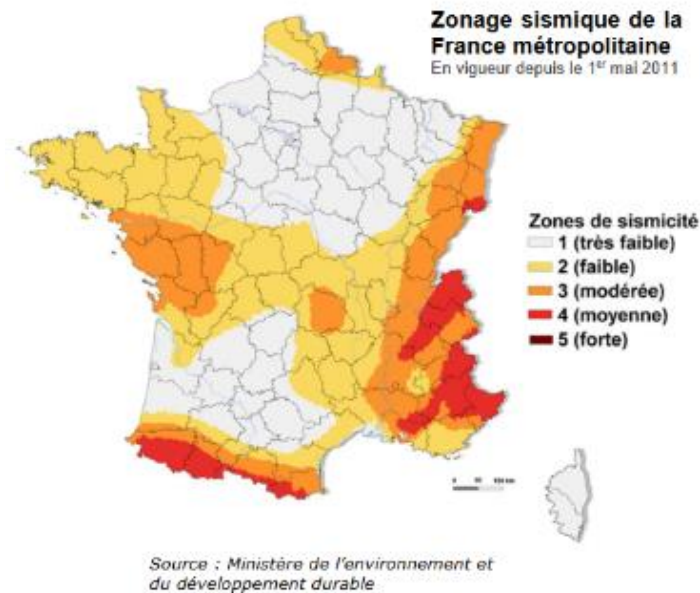 Zonage sismique de la
France métropolitaine
En vigueur depuis le 1er mai 2011
Zones de sismicité
1 (très faible)
2 (faible)
3 (modérée)
4 (moyenne)
5 (forte)
Source : Ministère de l'environnement et
du développement durable